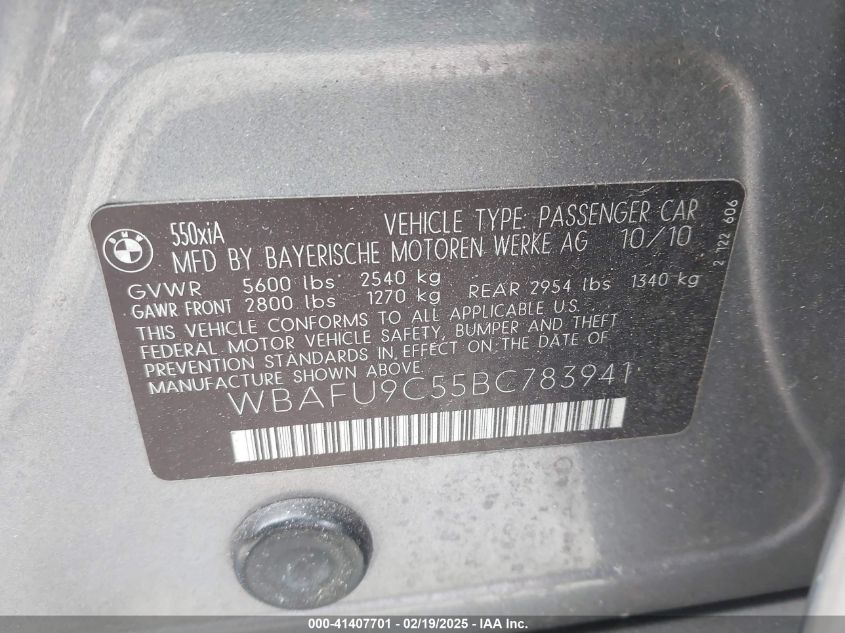 BMW
550xiA
VEHICLE TYPE: PASSENGER CAR
MFD BY BAYERISCHE MOTOREN WERKE AG 10/10
GVWR 5600 lbs 2540 kg
GAWR FRONT 2800 lbs 1270 kg REAR 2954 lbs 1340 kg
THIS VEHICLE CONFORMS TO ALL APPLICABLE U.S.
FEDERAL MOTOR VEHICLE SAFETY, BUMPER AND THEFT
PREVENTION STANDARDS IN EFFECT ON THE DATE OF
MANUFACTURE SHOWN ABOVE.
WBAFU9C55BC783941
2 122 606
000-41407701 - 02/19/2025 - IAA Inc.